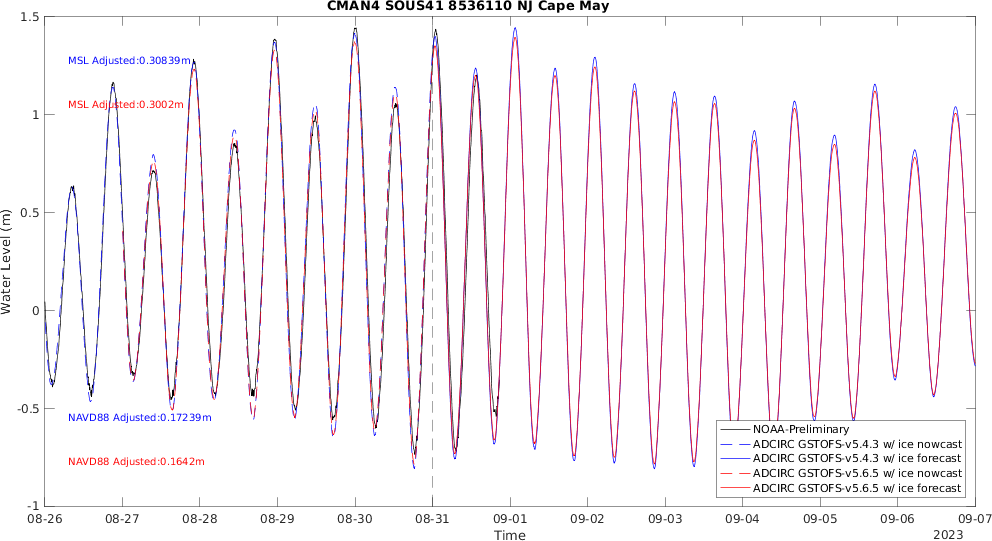 CMAN4 SOUS41 8536110 NJ Cape May
1.5
1
0.5
0
-0.5
-1
Water Level (m)
MSL Adjusted:0.30839m
MSL Adjusted:0.3002m
NAVD88 Adjusted:0.17239m
NAVD88 Adjusted:0.1642m
NOAA-Preliminary
ADCIRC GSTOFS-v5.4.3 w/ ice nowcast
ADCIRC GSTOFS-v5.4.3 w/ ice forecast
ADCIRC GSTOFS-v5.6.5 w/ ice nowcast
ADCIRC GSTOFS-v5.6.5 w/ ice forecast
08-26 08-27 08-28 08-29 08-30 08-31 09-01 09-02 09-03 09-04 09-05 09-06 09-07
Time
2023